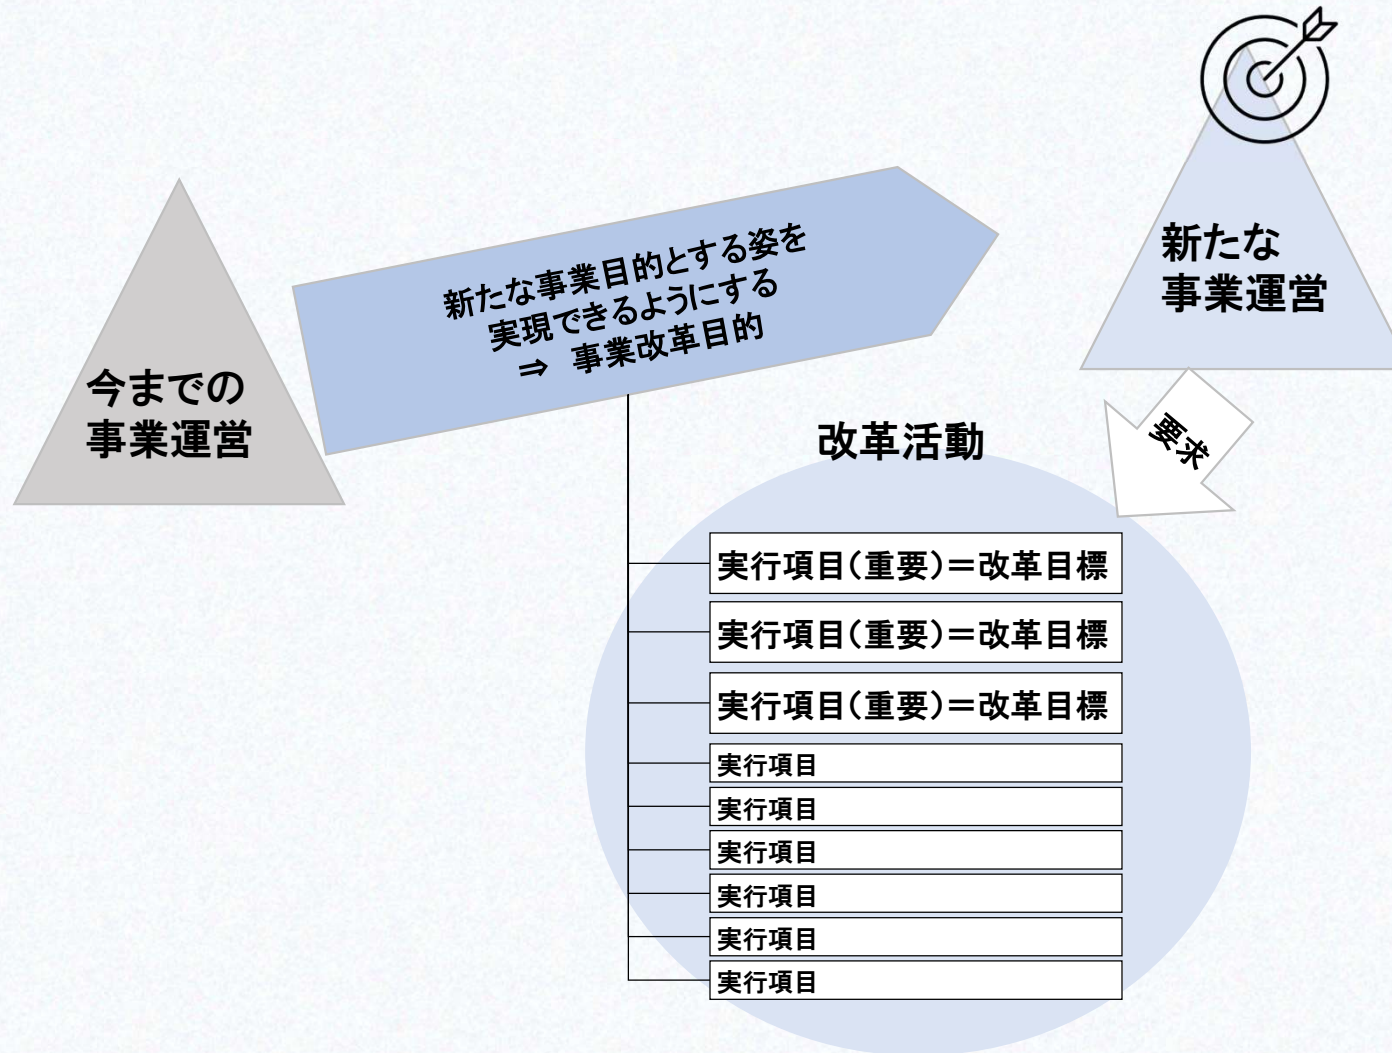 新たな
事業運営
新たな事業目的とする姿を
実現できるようにする
⇒　事業改革目的
今までの
事業運営
要求
改革活動
実行項目(重要)＝改革目標
実行項目(重要)＝改革目標
実行項目(重要)＝改革目標
実行項目
実行項目
実行項目
実行項目
実行項目
実行項目